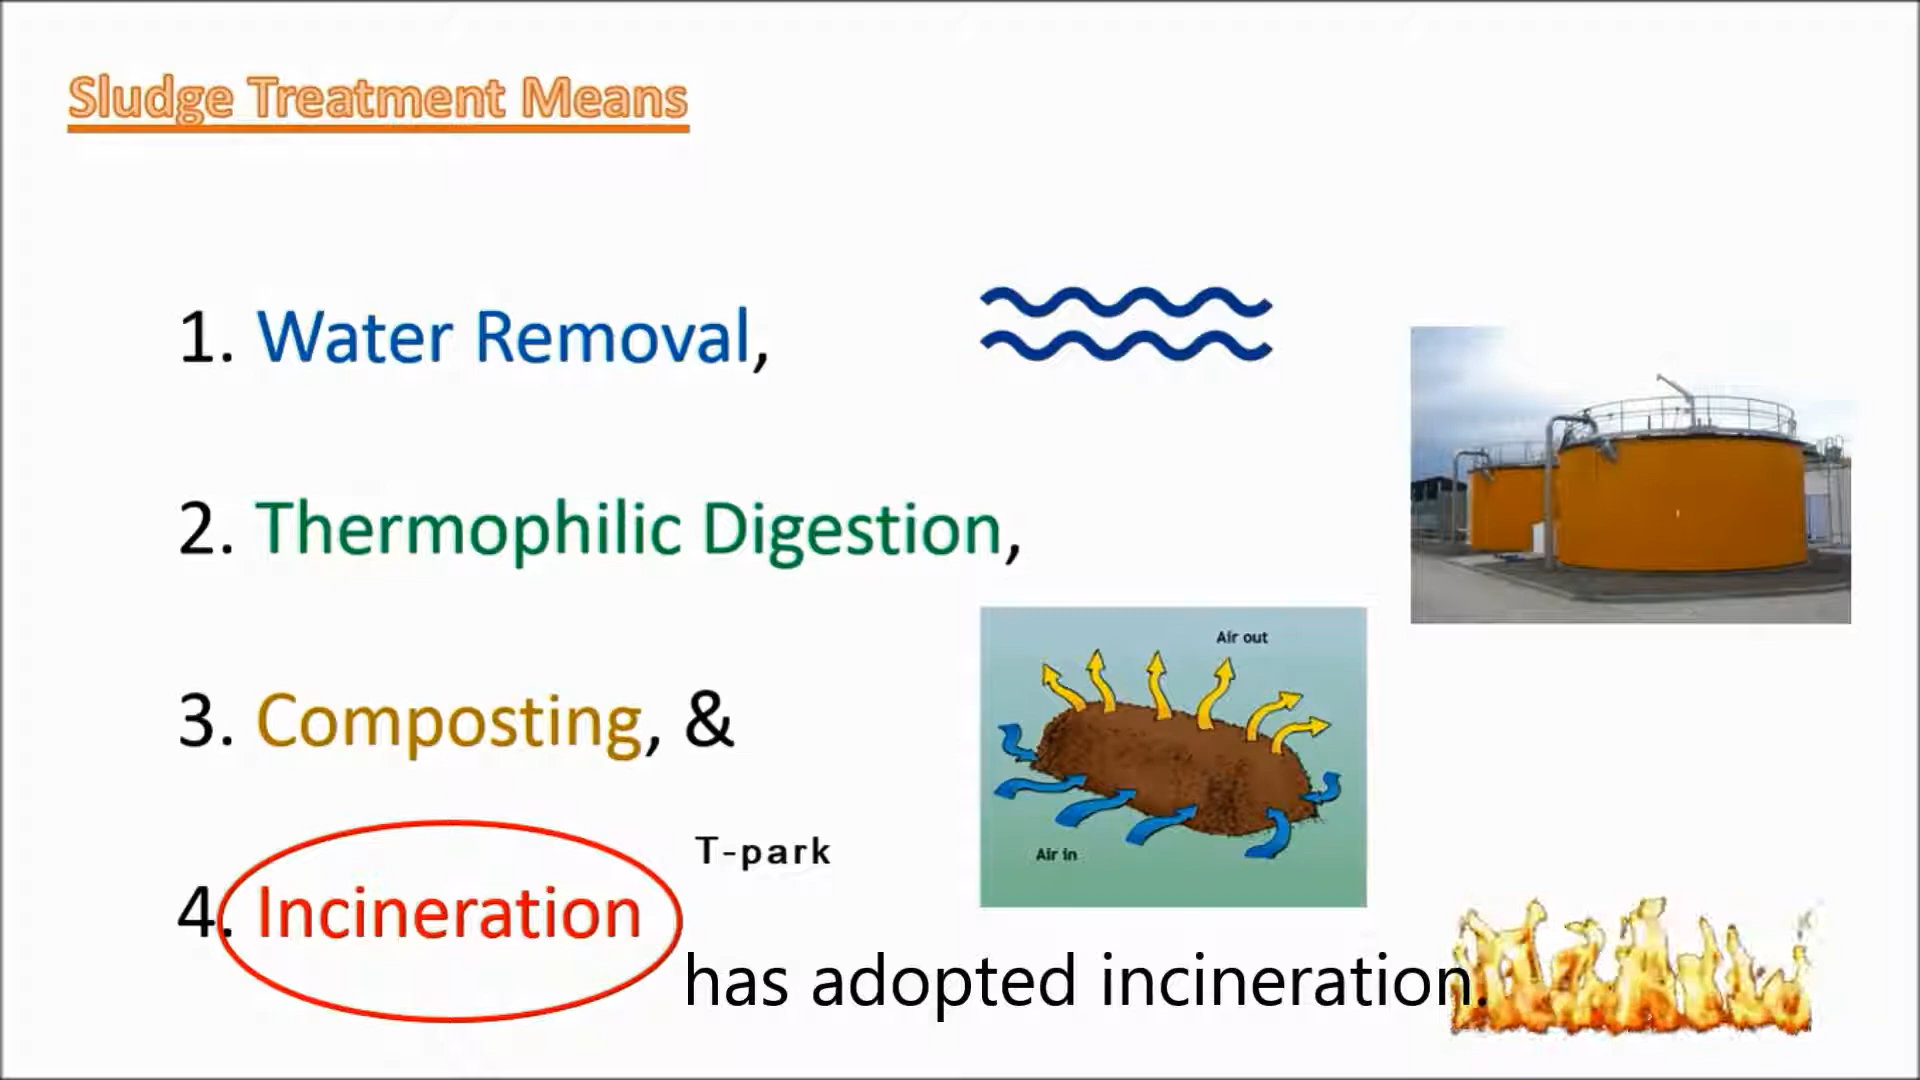 Sludge Treatment Means
1. Water Removal,
2. Thermophilic Digestion,
Air out
3. Composting, &
Air in
T-park
4. Incineration
has adopted incineration.